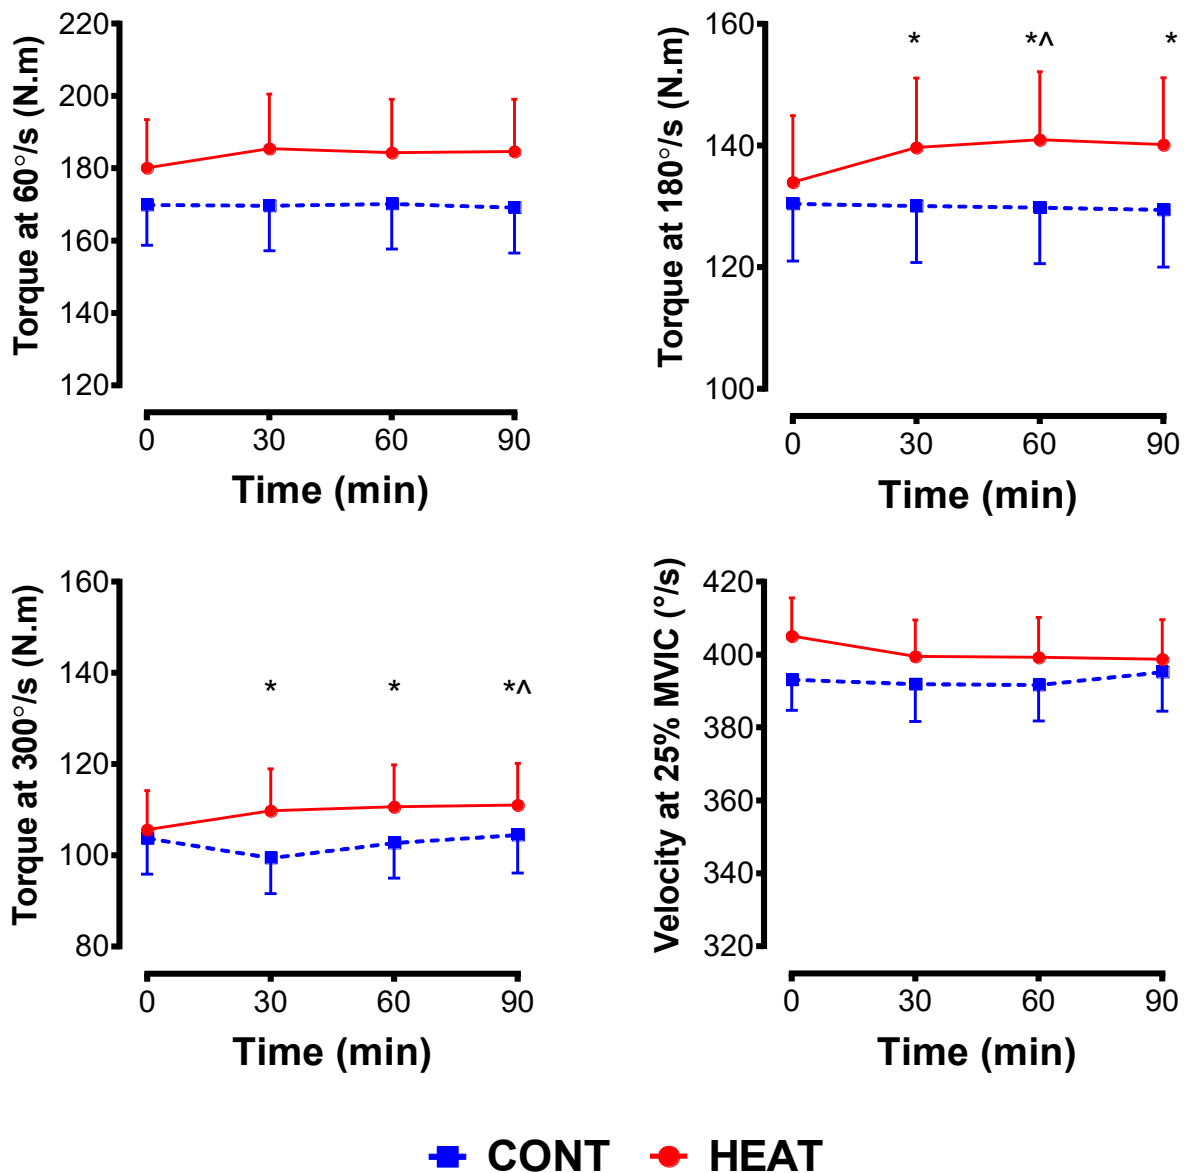 Torque at 60°/s (N.m)
220
200
180
160
140
120
0 30 60 90
Time (min)
Torque at 180°/s (N.m)
160
140
120
100
* *^ *
0 30 60 90
Time (min)
Torque at 300°/s (N.m)
160
140
120
100
80
* * *^
0 30 60 90
Time (min)
Velocity at 25% MVIC (°/s)
420
400
380
360
340
320
0 30 60 90
Time (min)
CONT HEAT